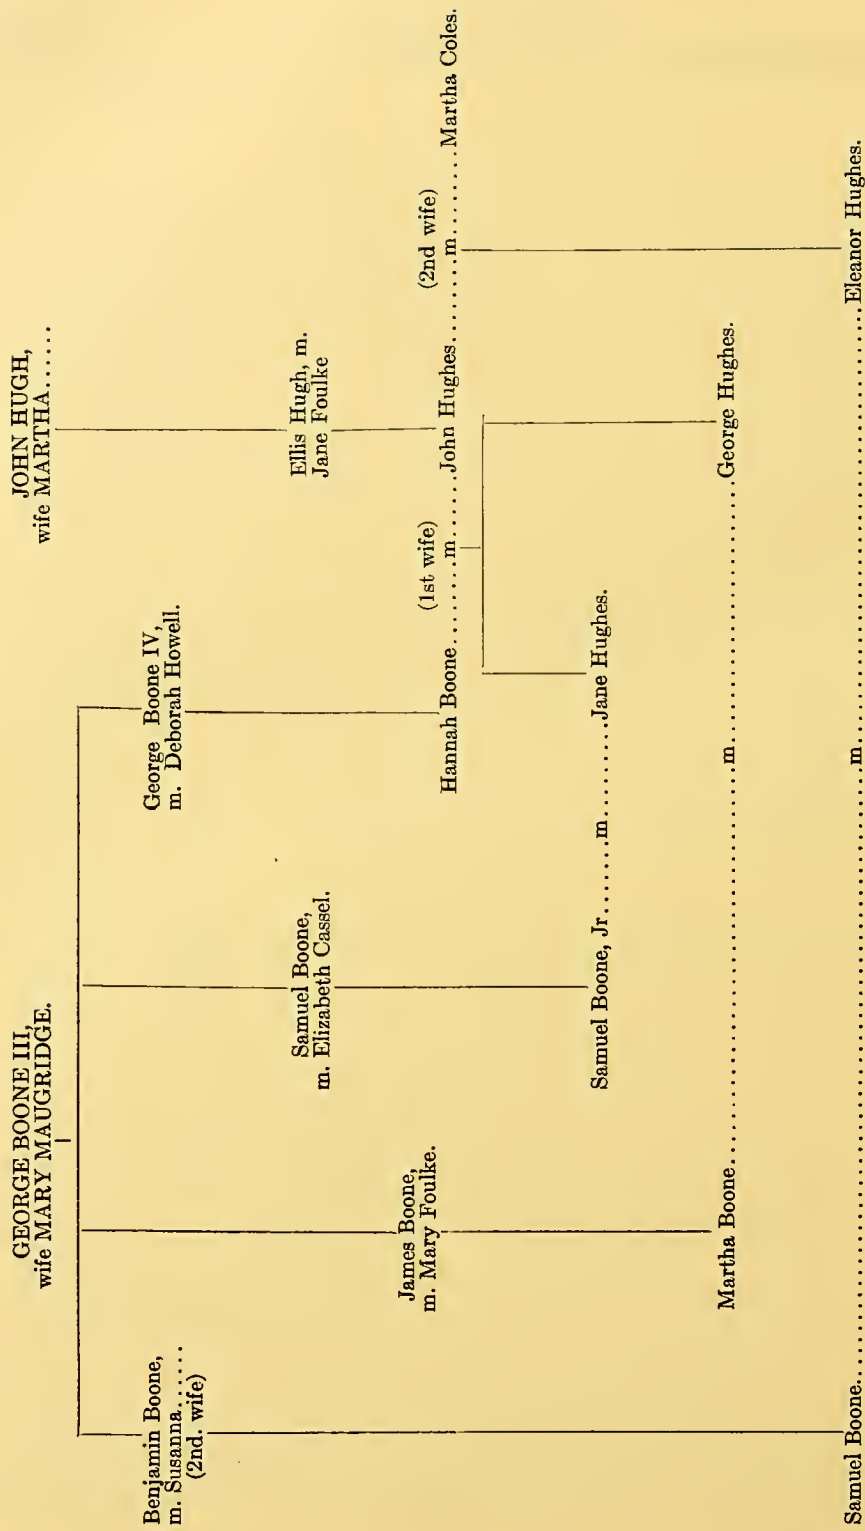 GEORGE BOONE III,
wife MARY MAUGRIDGE.
JOHN HUGH,
wife MARTHA......
Benjamin Boone,
m. Susanna......
(2nd. wife)
George Boone IV,
m. Deborah Howell.
Samuel Boone,
m. Elizabeth Cassel.
Ellis Hugh, m.
Jane Foulke
James Boone,
m. Mary Foulke.
(1st wife)
(2nd wife)
Hannah Boone........m.......John Hughes.........m.........Martha Coles.
Samuel Boone, Jr.......m.........Jane Hughes.
Martha Boone........m........George Hughes.
Samuel Boone........m........Eleanor Hughes.